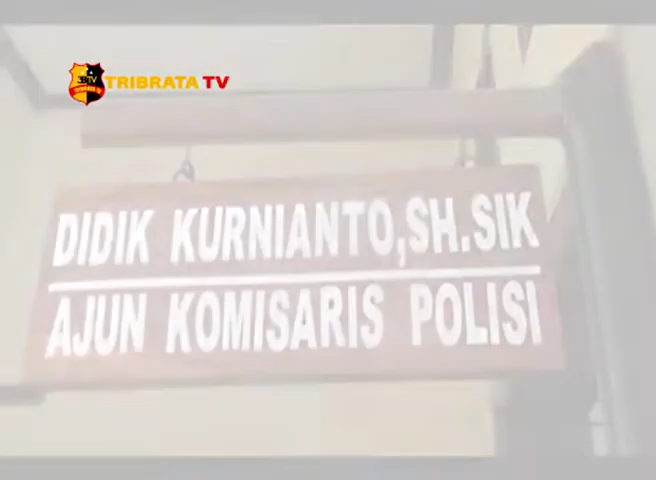 TRIBRATA TV
DIDIK KURNIANTO,SH.SIK
AJUN KOMISARIS POLISI